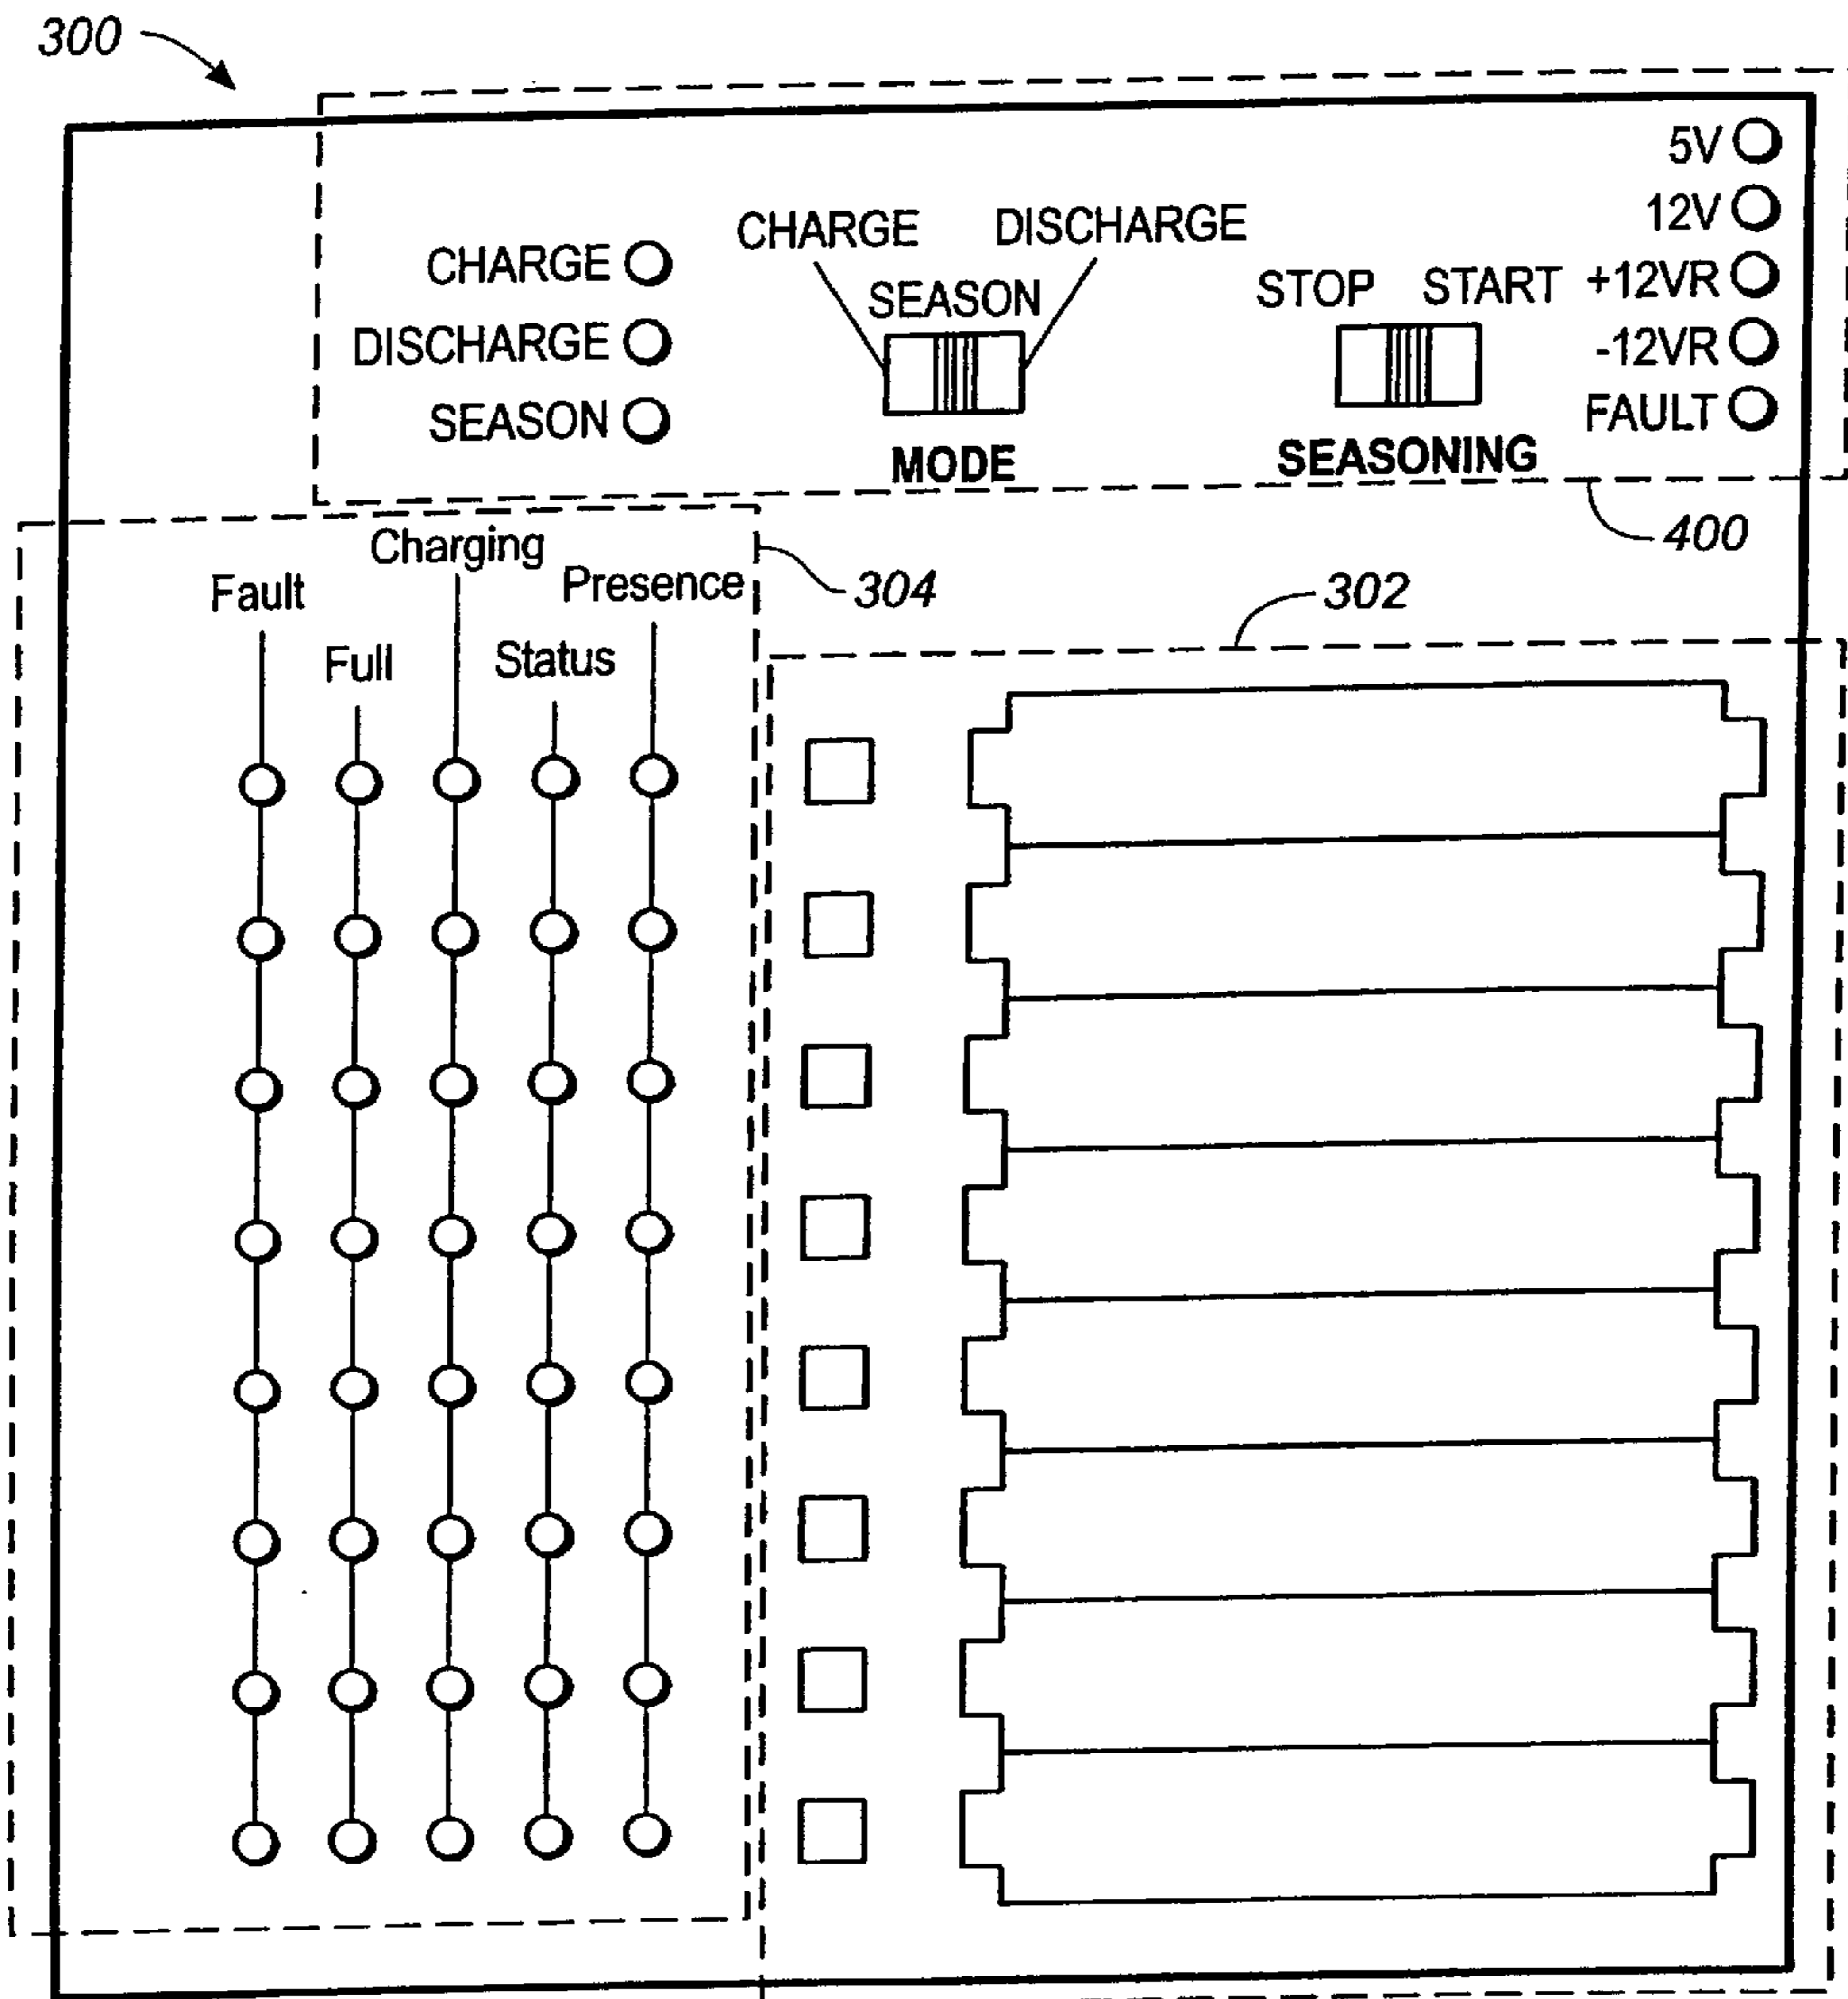 300
5V
12V
+12VR
-12VR
FAULT
CHARGE
DISCHARGE
SEASON
CHARGE
DISCHARGE
SEASON
MODE
STOP START
SEASONING
400
304
302
Fault
Full
Charging
Status
Presence